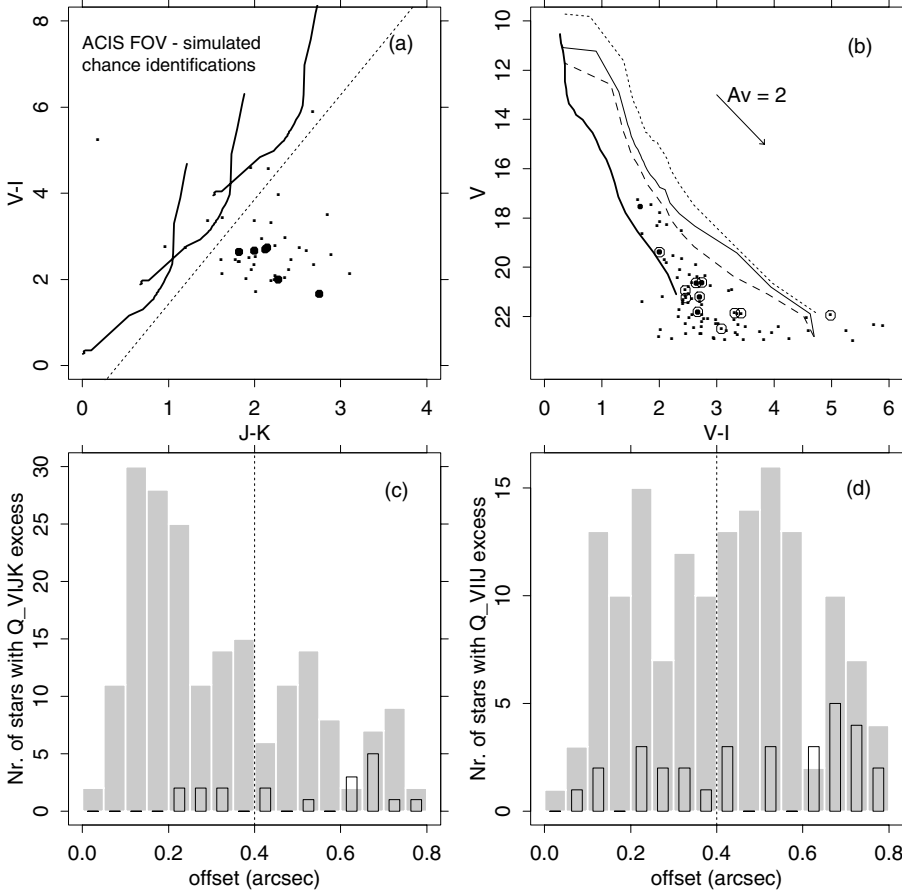 ACIS FOV - simulated
chance identifications
(a)
V-I
0 2 4 6 8
0 1 2 3 4
J-K
(b)
Av = 2
V
10 12 14 16 18 20 22
0 1 2 3 4 5 6
V-I
(c)
Nr. of stars with Q_VIJK excess
0 5 10 15 20 25 30
0.0 0.2 0.4 0.6 0.8
offset (arcsec)
(d)
Nr. of stars with Q_VIIJ excess
0 5 10 15
0.0 0.2 0.4 0.6 0.8
offset (arcsec)